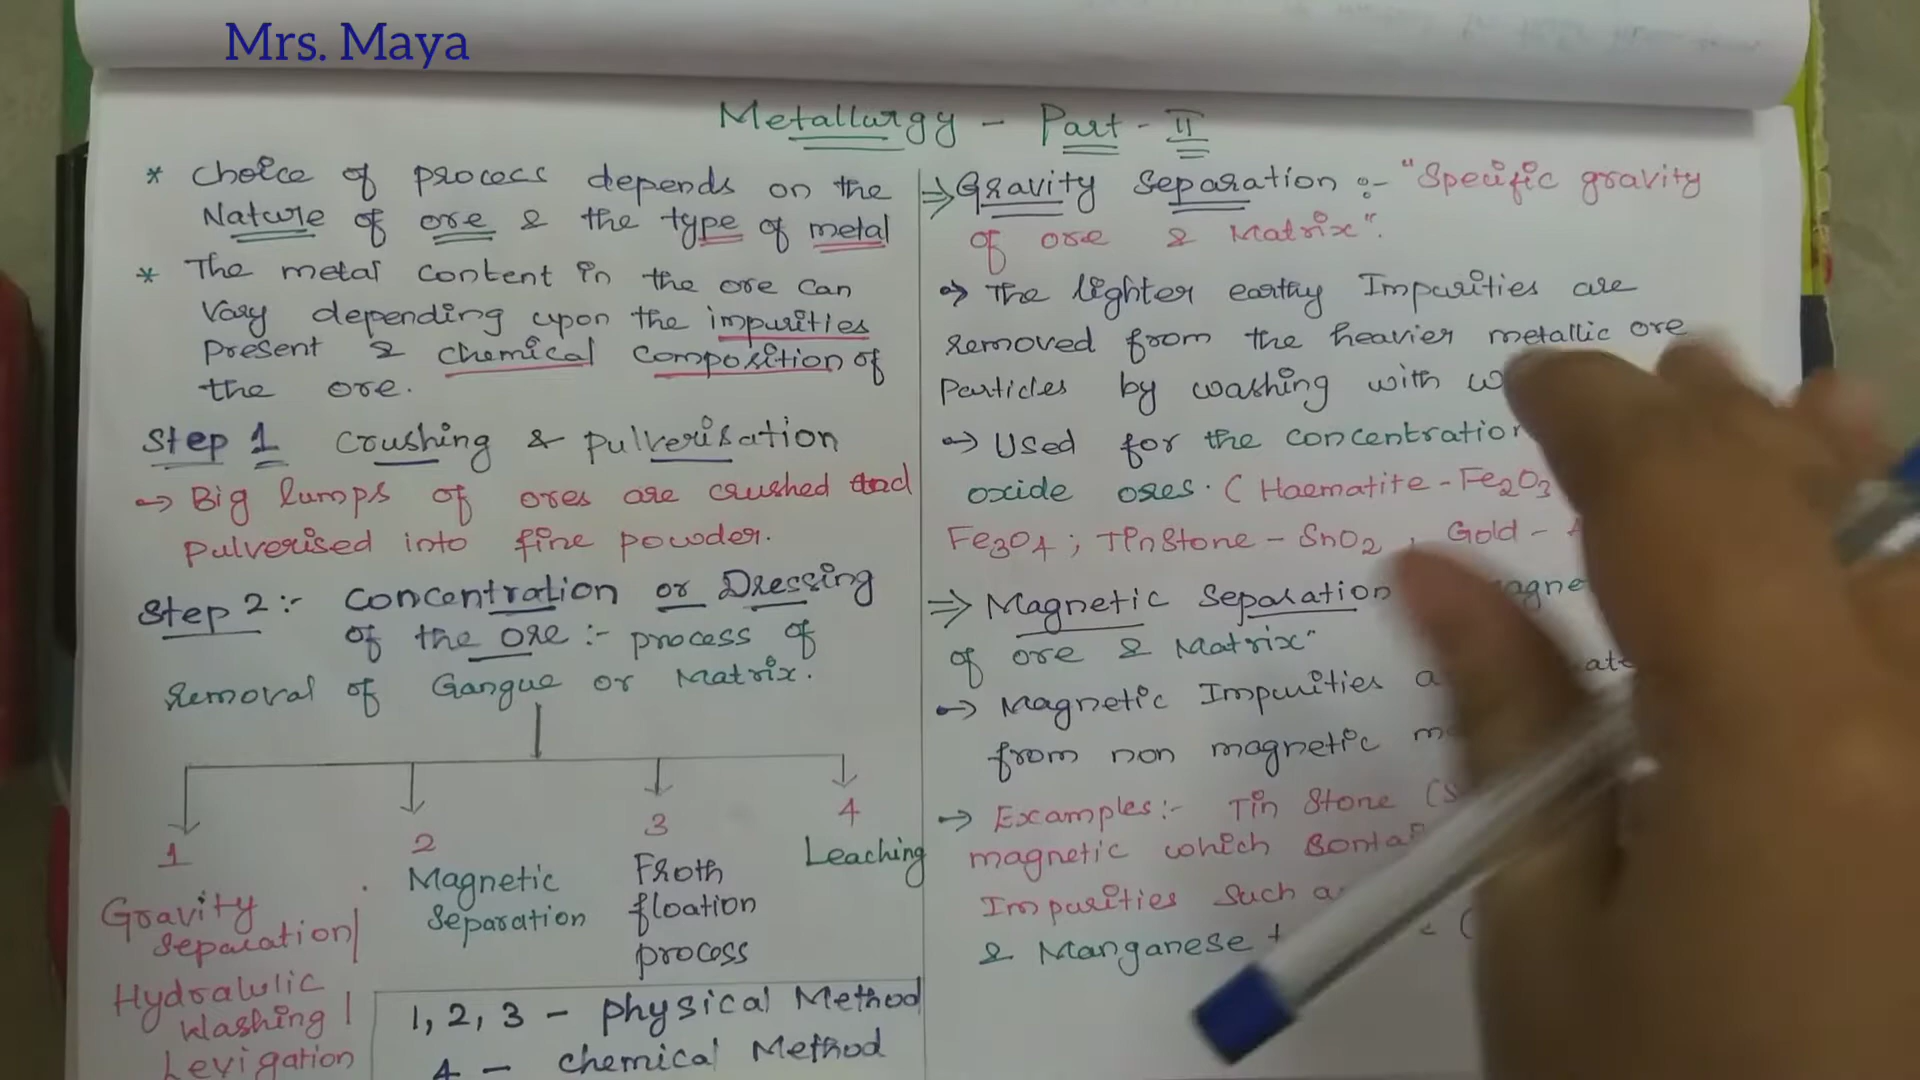 Mrs. Maya
Metallurgy - Part - II
* Choice of process depends on the
Nature of ore & the type of metal
* The metal content in the ore can
Vary depending upon the impurities
present & chemical composition of
the ore.
Step 1 Crushing & pulverisation
→ Big lumps of ores are crushed and
pulverised into fine powder.
Step 2:- Concentration or Dressing
of the ore :- process of
removal of Gangue or Matrix.
1
Gravity
Separation/
Hydraulic
Washing /
Levigation
2
Magnetic
Separation
3
Froth
floation
process
4
Leaching
1, 2, 3 - physical Method
4 - chemical Method
⇒ Gravity Separation :- "Specific gravity
of ore & Matrix".
→ The lighter earthy Impurities are
removed from the heavier metallic ore
Particles by washing with
→ Used for the concentration
oxide ores. ( Haematite - Fe2O3
Fe3O4 ; TinStone - SnO2 , Gold -
⇒ Magnetic Separation
of ore & Matrix"
→ Magnetic Impurities
from non magnetic
→ Examples:- Tin Stone
magnetic which
Impurities Such
& Manganese